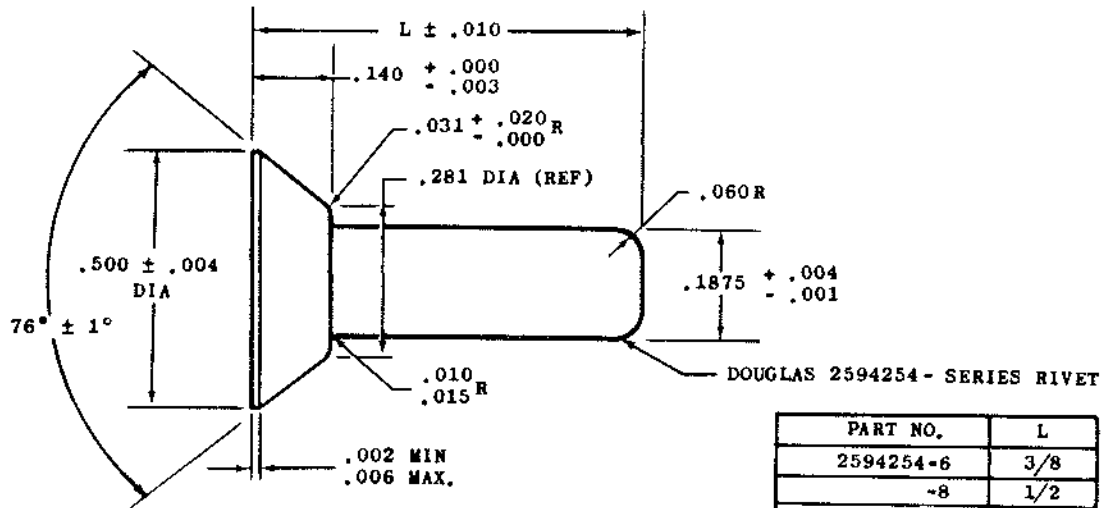 L ± .010
.140 + .000
- .003
.031 + .020 R
- .000
.281 DIA (REF)
.060 R
.500 ± .004
DIA
.1875 + .004
- .001
76° ± 1°
.010
.015 R
DOUGLAS 2594254- SERIES RIVET
.002 MIN
.006 MAX.
PART NO. L
2594254-6 3/8
-8 1/2